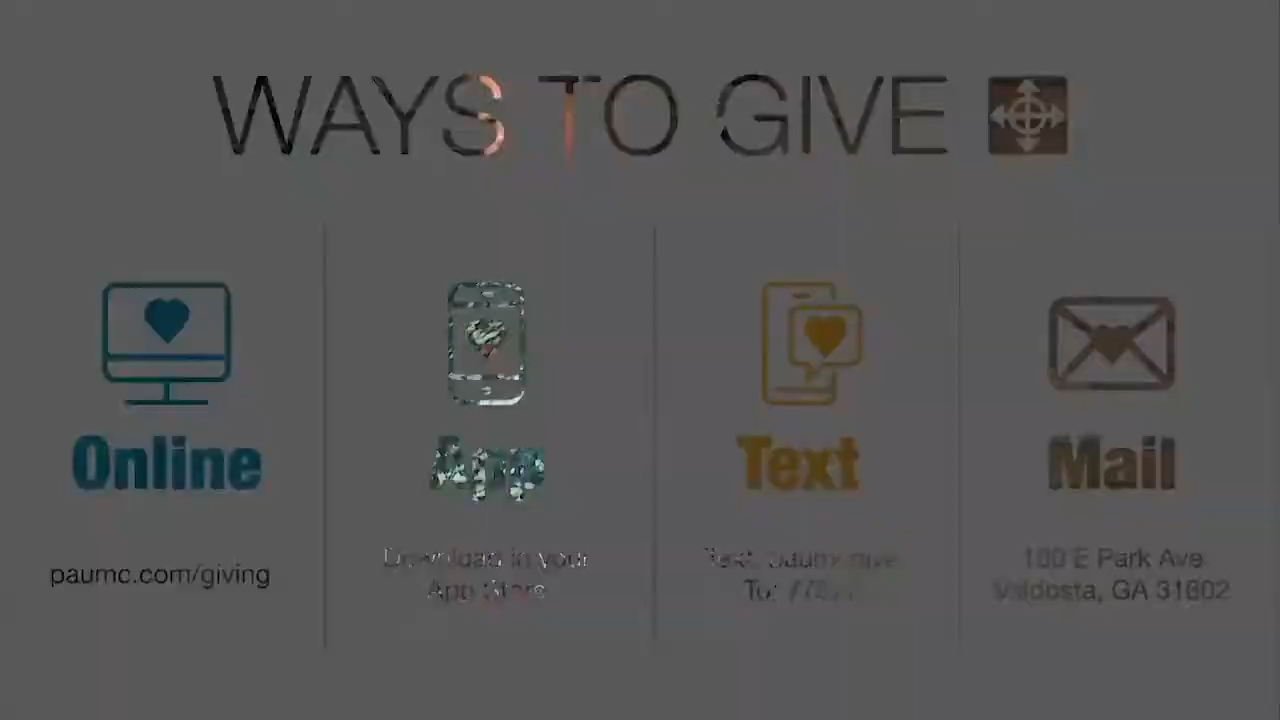 WAYS TO GIVE
Online
paumc.com/giving
App
Download in your
App Store
Text
To:
Mail
E Park Ave
Valdosta, GA 31602